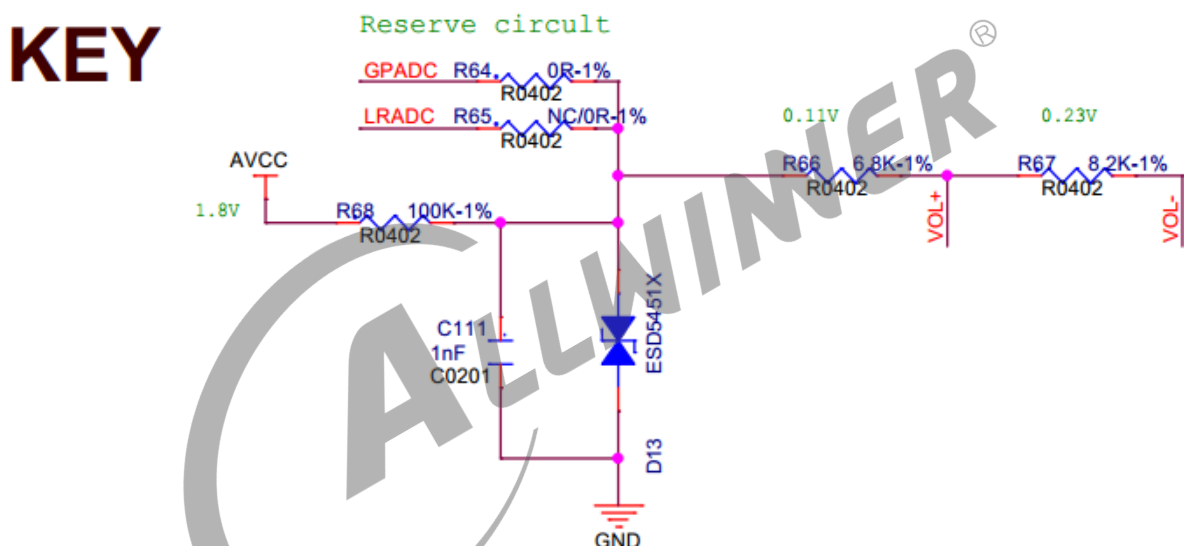 KEY
Reserve circult
GPADC R64 0R-1%
R0402
LRADC R65 NC/0R-1%
R0402
AVCC
1.8V
R68 100K-1%
R0402
0.11V
R66 6.8K-1%
R0402
0.23V
R67 8.2K-1%
R0402
VOL+
VOL-
C111
1nF
C0201
ESD5451X
D13
GND
ALLWINNER®